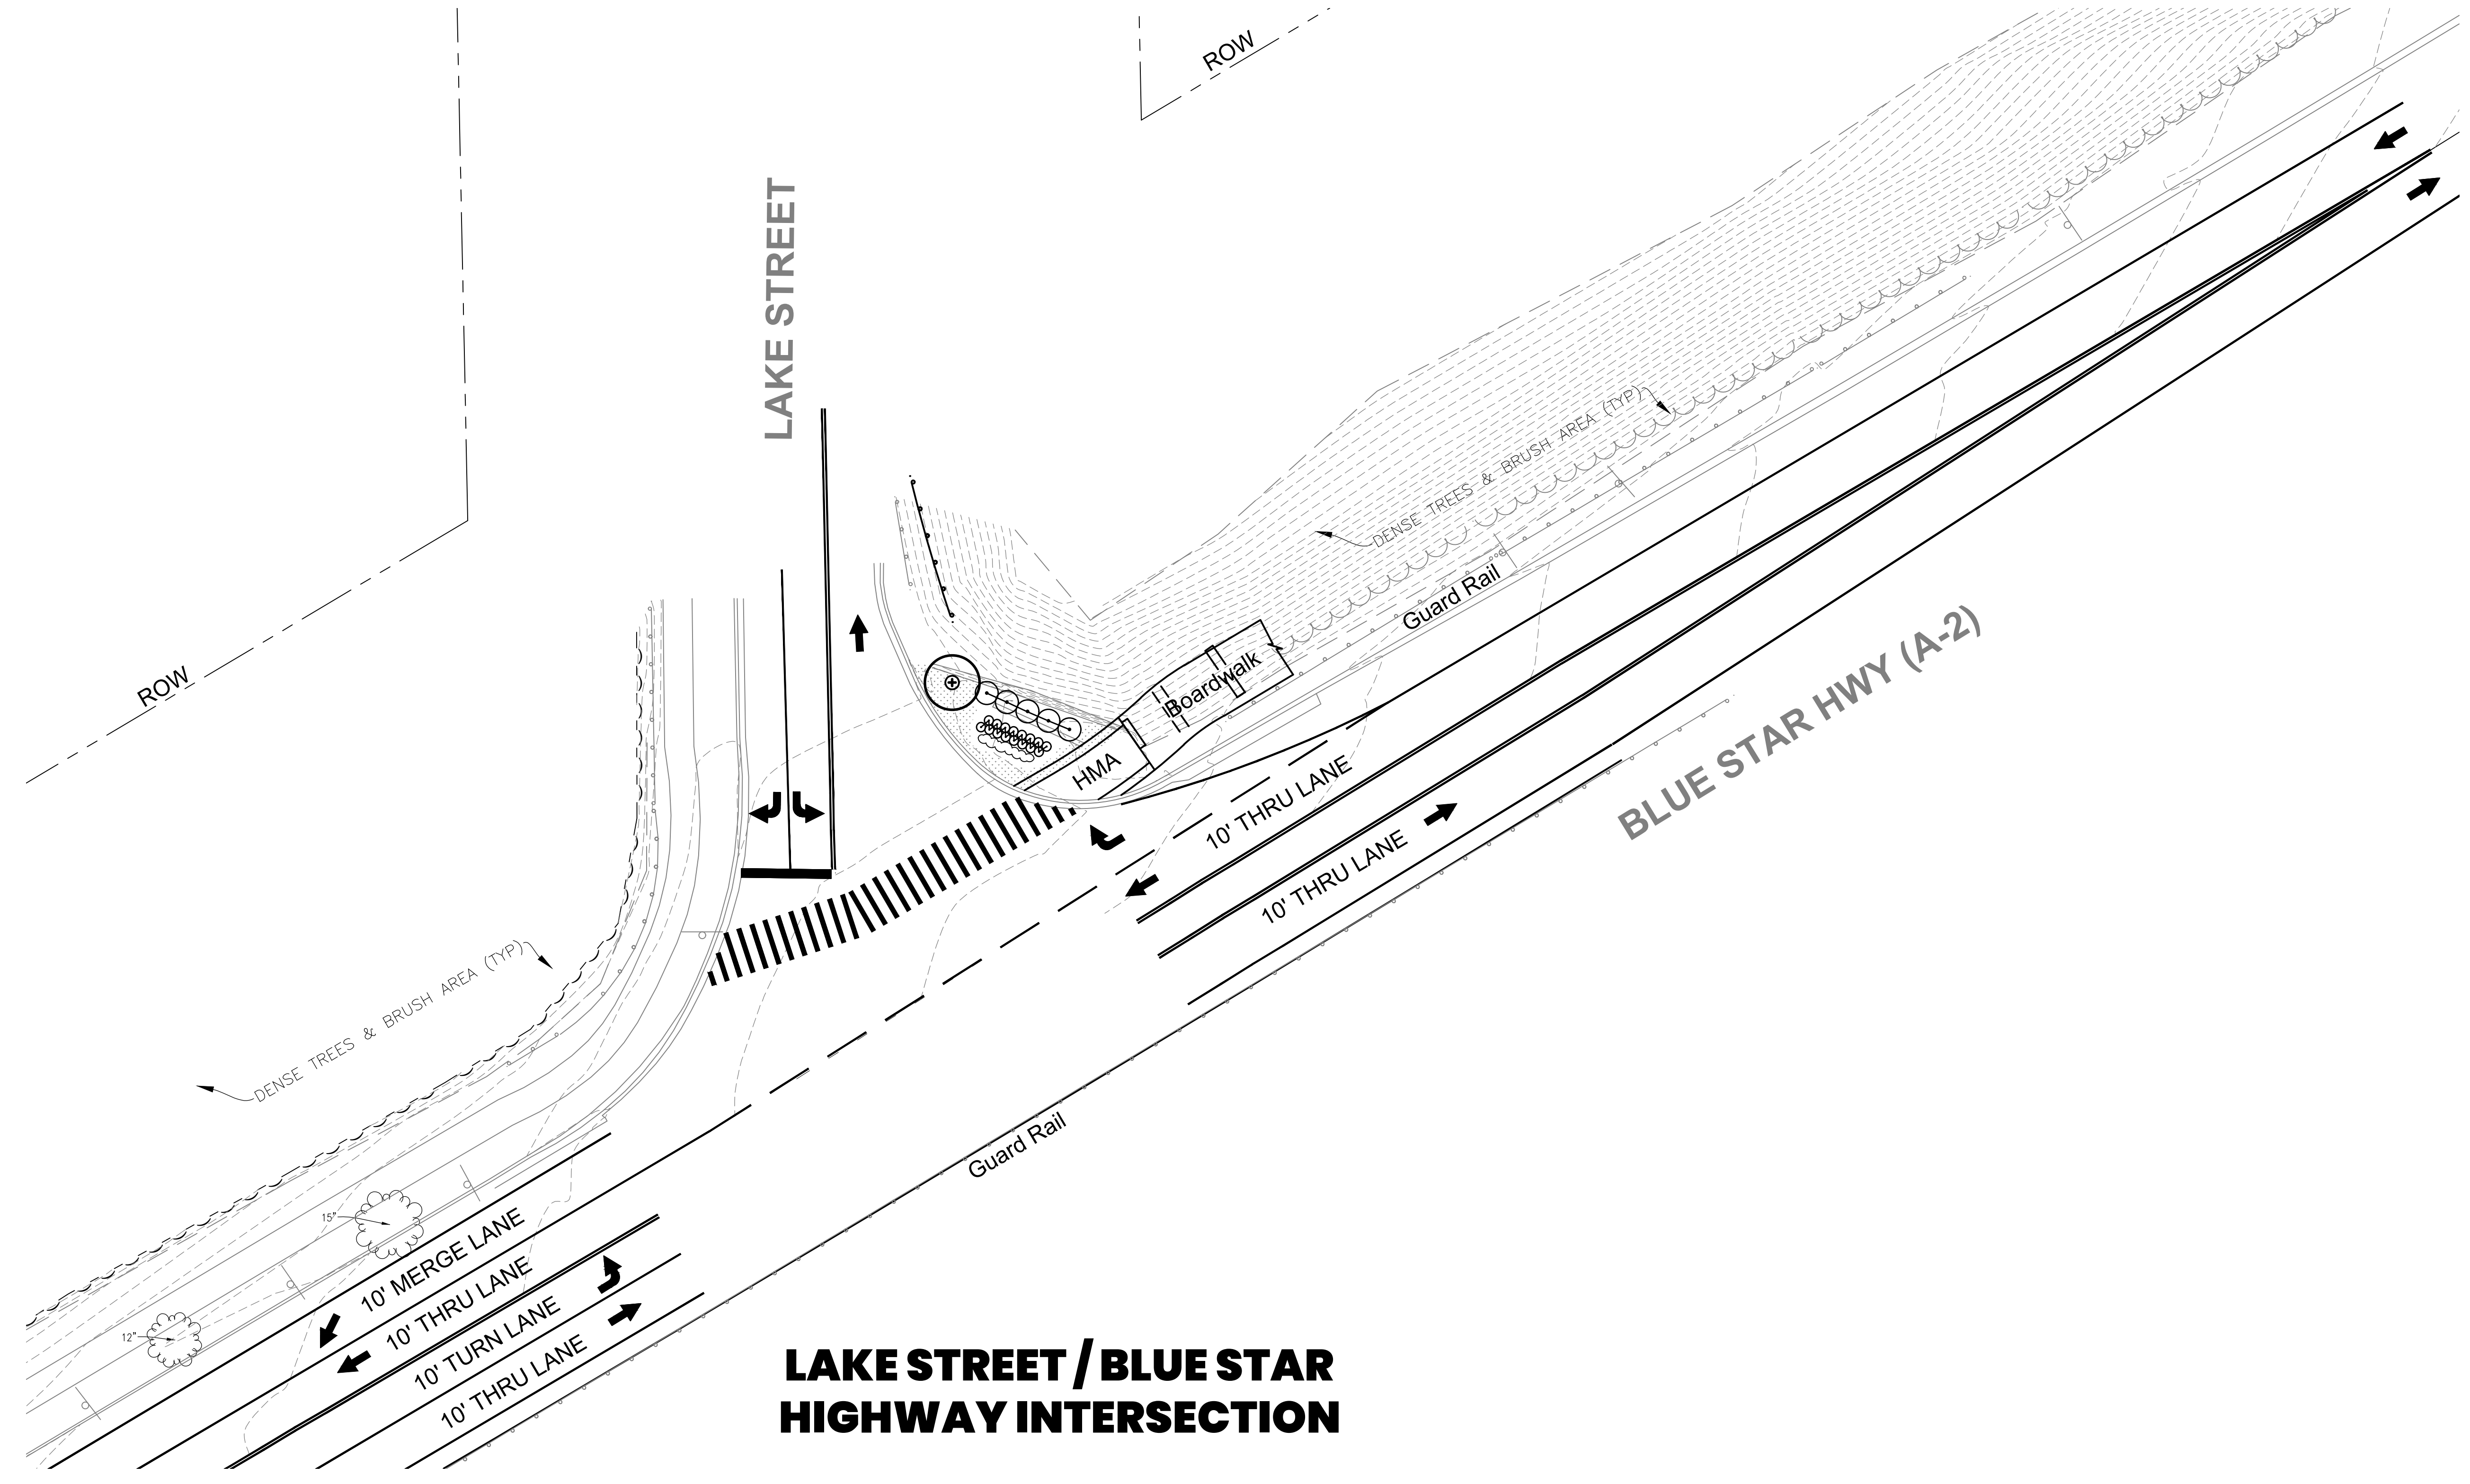 ROW
LAKE STREET
DENSE TREES & BRUSH AREA (TYP)
Guard Rail
BLUE STAR HWY (A-2)
Boardwalk
HMA
ROW
10' THRU LANE
10' THRU LANE
DENSE TREES & BRUSH AREA (TYP)
Guard Rail
15"
12"
10' MERGE LANE
10' THRU LANE
10' TURN LANE
10' THRU LANE
LAKE STREET / BLUE STAR
HIGHWAY INTERSECTION